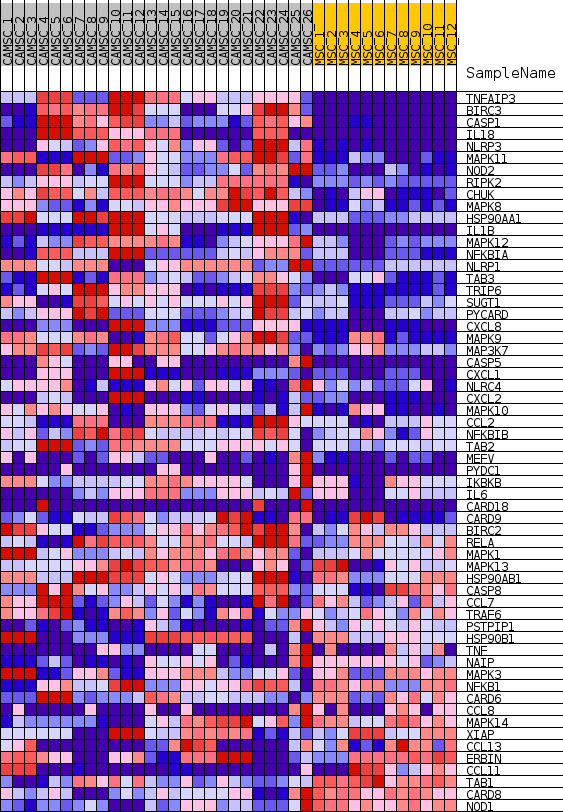 CAMSC_1
CAMSC_2
CAMSC_3
CAMSC_4
CAMSC_5
CAMSC_6
CAMSC_7
CAMSC_8
CAMSC_9
CAMSC_10
CAMSC_11
CAMSC_12
CAMSC_13
CAMSC_14
CAMSC_15
CAMSC_16
CAMSC_17
CAMSC_18
CAMSC_19
CAMSC_20
CAMSC_21
CAMSC_22
CAMSC_23
CAMSC_24
CAMSC_25
CAMSC_26
MSC_1
MSC_2
MSC_3
MSC_4
MSC_5
MSC_6
MSC_7
MSC_8
MSC_9
MSC_10
MSC_11
MSC_12
SampleName
TNFAIP3
BIRC3
CASP1
IL18
NLRP3
MAPK11
NOD2
RIPK2
CHUK
MAPK8
HSP90AA1
IL1B
MAPK12
NFKBIA
NLRP1
TAB3
TRIP6
SUGT1
PYCARD
CXCL8
MAPK9
MAP3K7
CASP5
CXCL1
NLRC4
CXCL2
MAPK10
CCL2
NFKBIB
TAB2
MEFV
PYDC1
IKBKB
IL6
CARD18
CARD9
BIRC2
RELA
MAPK1
MAPK13
HSP90AB1
CASP8
CCL7
TRAF6
PSTPIP1
HSP90B1
TNF
NAIP
MAPK3
NFKB1
CARD6
CCL8
MAPK14
XIAP
CCL13
ERBIN
CCL11
TAB1
CARD8
NOD1